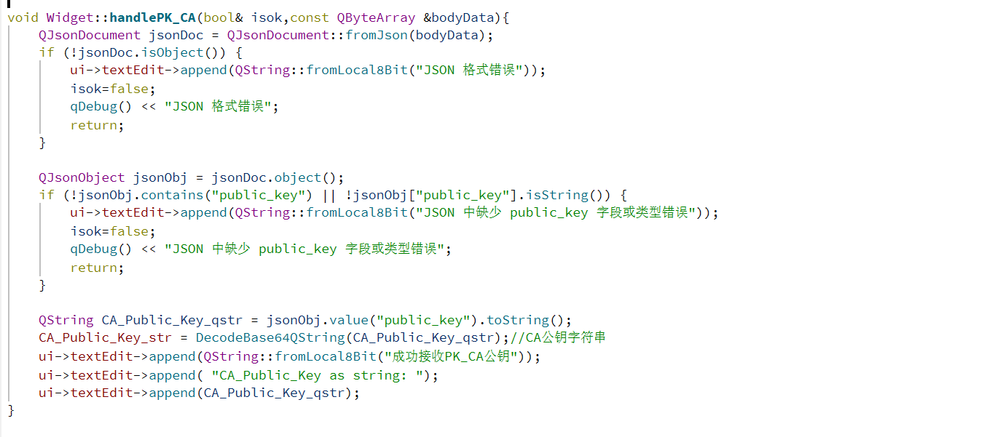 void Widget::handlePK_CA(bool& isok,const QByteArray &bodyData){
    QJsonDocument jsonDoc = QJsonDocument::fromJson(bodyData);
    if (!jsonDoc.isObject()) {
        ui->textEdit->append(QString::fromLocal8Bit("JSON 格式错误"));
        isok=false;
        qDebug() << "JSON 格式错误";
        return;
    }

    QJsonObject jsonObj = jsonDoc.object();
    if (!jsonObj.contains("public_key") || !jsonObj["public_key"].isString()) {
        ui->textEdit->append(QString::fromLocal8Bit("JSON 中缺少 public_key 字段或类型错误"));
        isok=false;
        qDebug() << "JSON 中缺少 public_key 字段或类型错误";
        return;
    }

    QString CA_Public_Key_qstr = jsonObj.value("public_key").toString();
    CA_Public_Key_str = DecodeBase64QString(CA_Public_Key_qstr);//CA公钥字符串
    ui->textEdit->append(QString::fromLocal8Bit("成功接收PK_CA公钥"));
    ui->textEdit->append( "CA_Public_Key as string: ");
    ui->textEdit->append(CA_Public_Key_qstr);
}